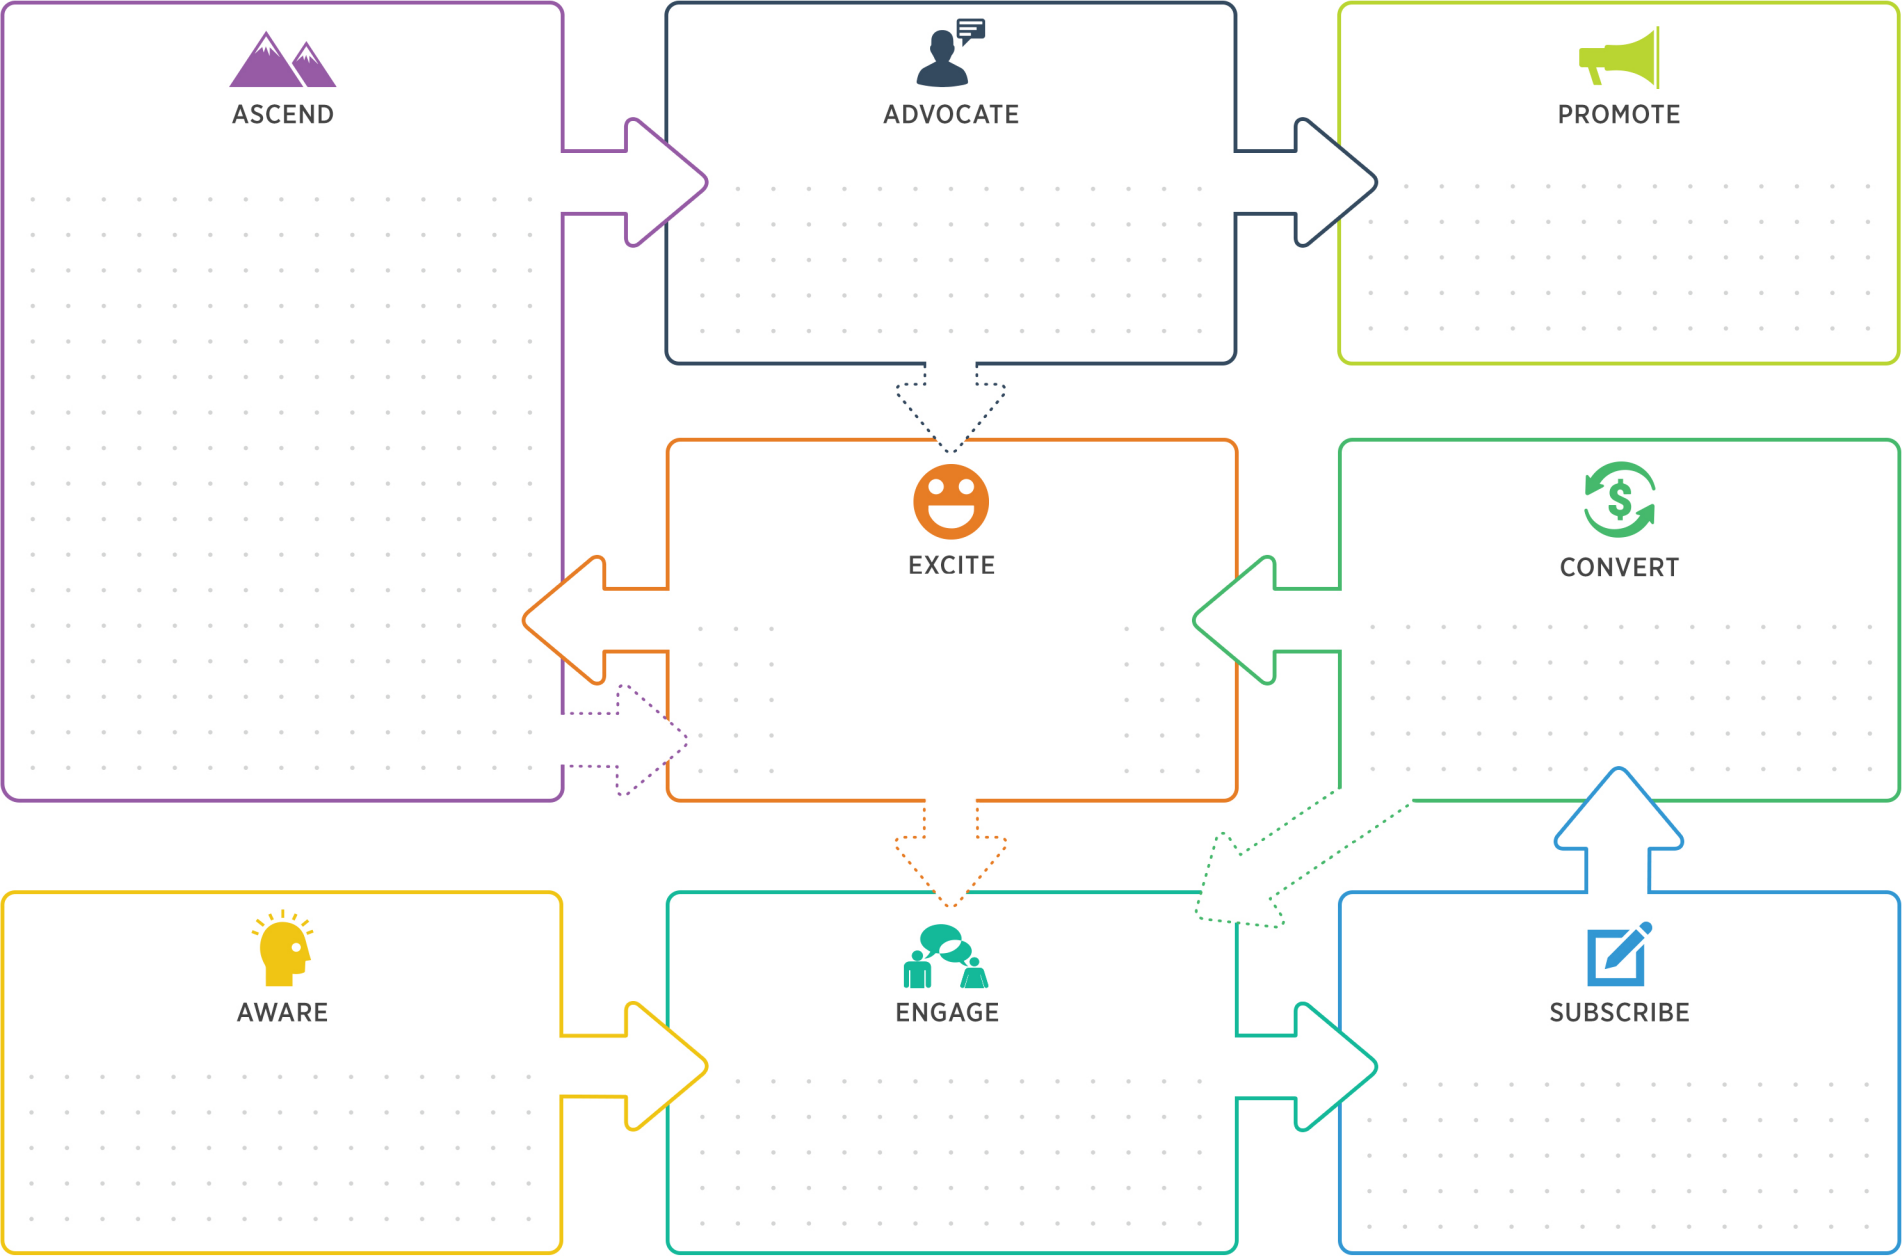 ASCEND
ADVOCATE
PROMOTE
EXCITE
$
CONVERT
AWARE
ENGAGE
SUBSCRIBE